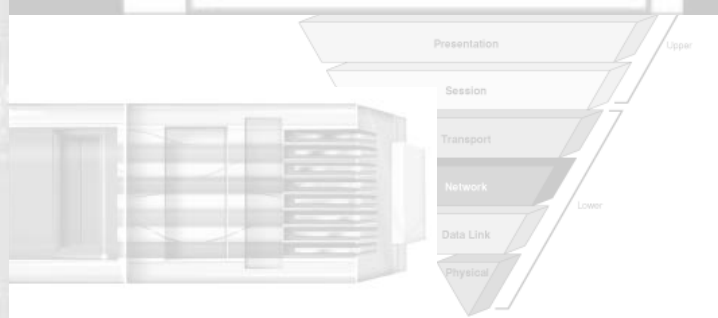 Presentation
Upper
Session
Transport
Network
Lower
Data Link
Physical